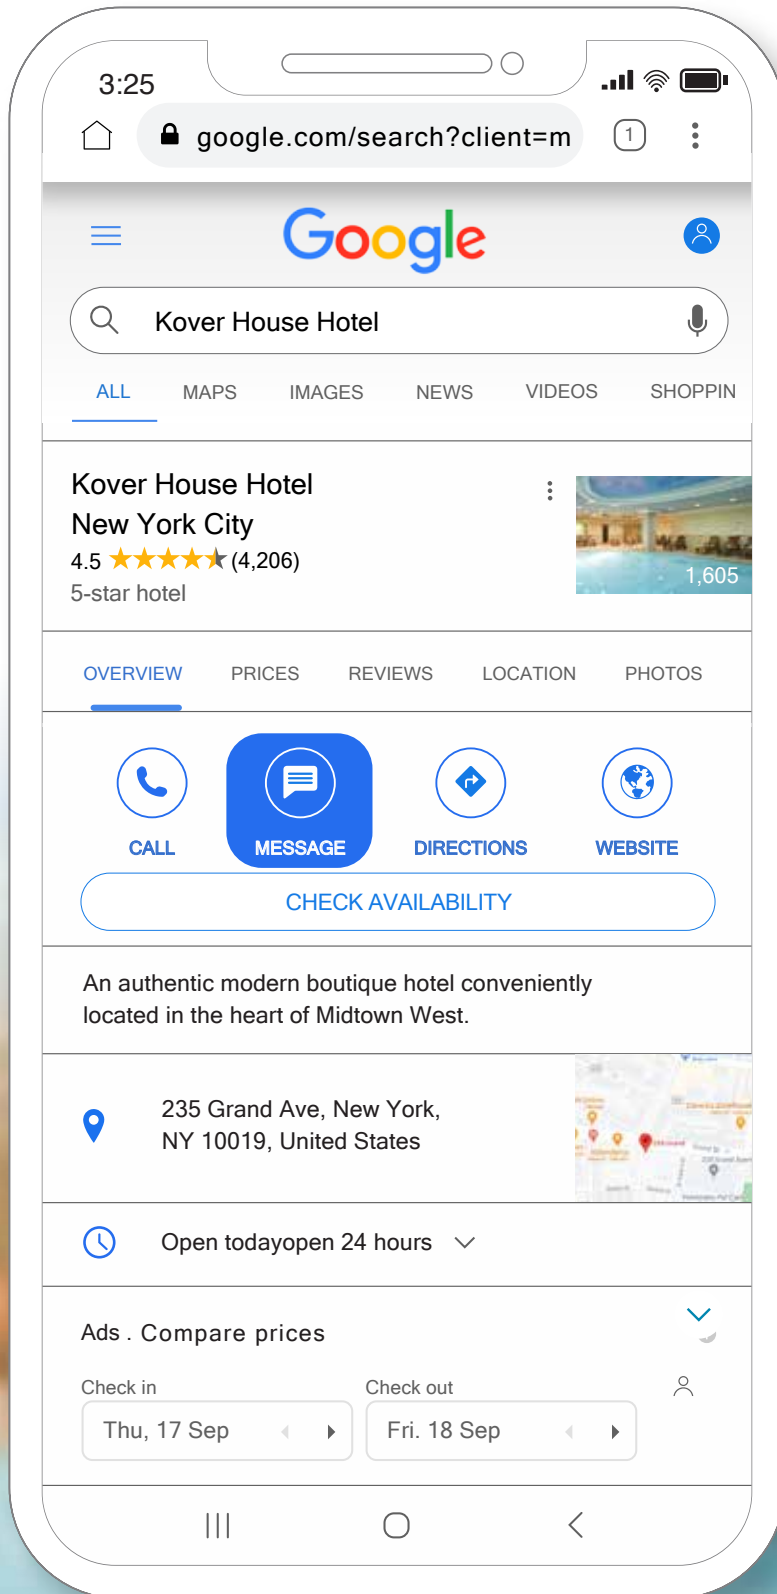 3:25
google.com/search?client=m
1
Google
Kover House Hotel
ALL MAPS IMAGES NEWS VIDEOS SHOPPIN
Kover House Hotel
New York City
4.5 (4,206)
5-star hotel
1,605
OVERVIEW PRICES REVIEWS LOCATION PHOTOS
CALL MESSAGE DIRECTIONS WEBSITE
CHECK AVAILABILITY
An authentic modern boutique hotel conveniently
located in the heart of Midtown West.
235 Grand Ave, New York,
NY 10019, United States
Open todayopen 24 hours
Ads . Compare prices
Check in Check out
Thu, 17 Sep Fri. 18 Sep